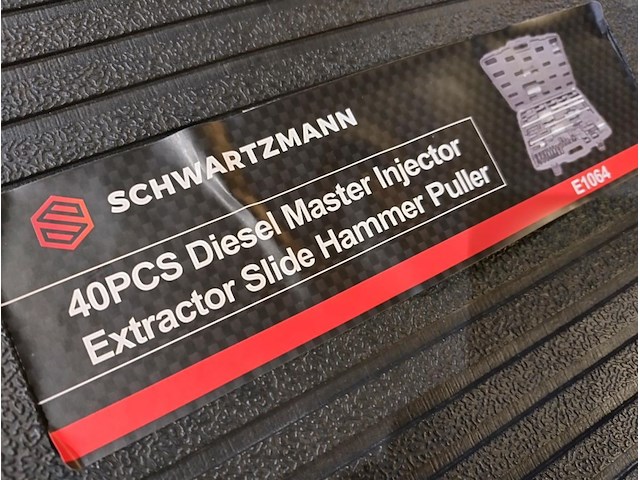 SCHWARTZMANN
40PCS Diesel Master Injector
Extractor Slide Hammer Puller
E1064